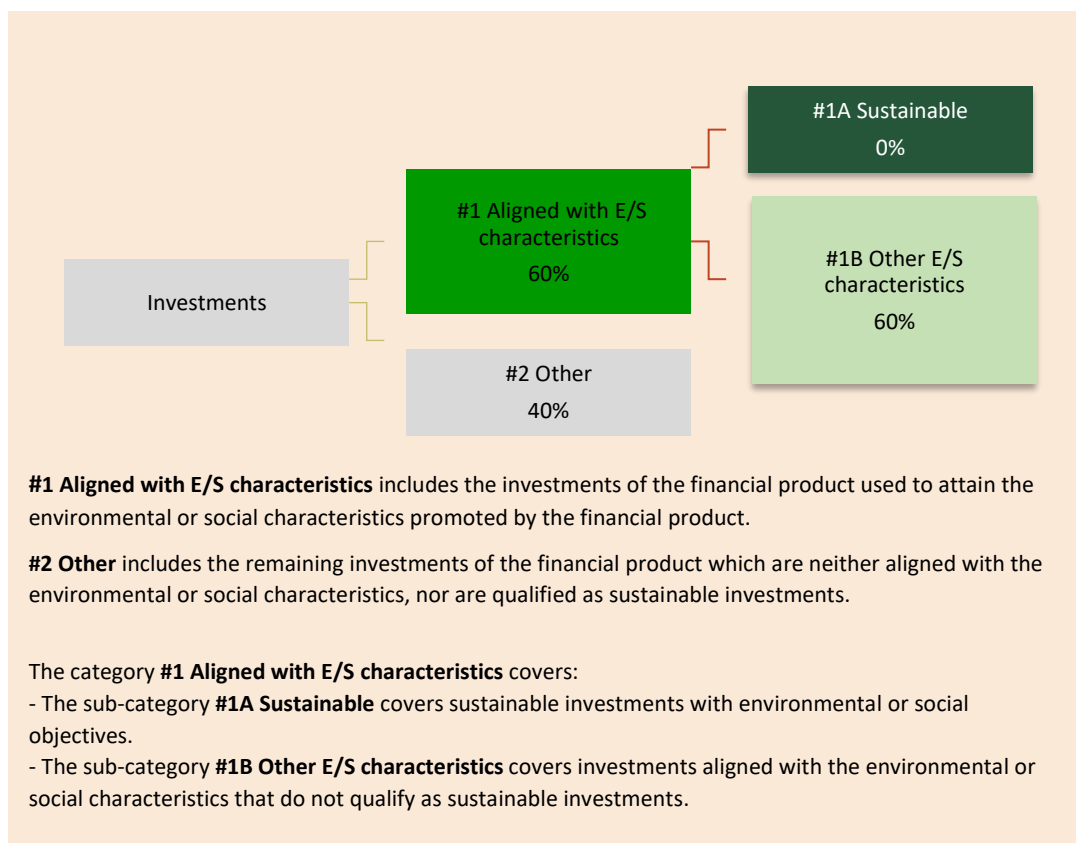 #1A Sustainable
0%
#1 Aligned with E/S
characteristics
60%
#1B Other E/S
characteristics
60%
Investments
#2 Other
40%
#1 Aligned with E/S characteristics includes the investments of the financial product used to attain the
environmental or social characteristics promoted by the financial product.
#2 Other includes the remaining investments of the financial product which are neither aligned with the
environmental or social characteristics, nor are qualified as sustainable investments.
The category #1 Aligned with E/S characteristics covers:
- The sub-category #1A Sustainable covers sustainable investments with environmental or social
objectives.
- The sub-category #1B Other E/S characteristics covers investments aligned with the environmental or
social characteristics that do not qualify as sustainable investments.